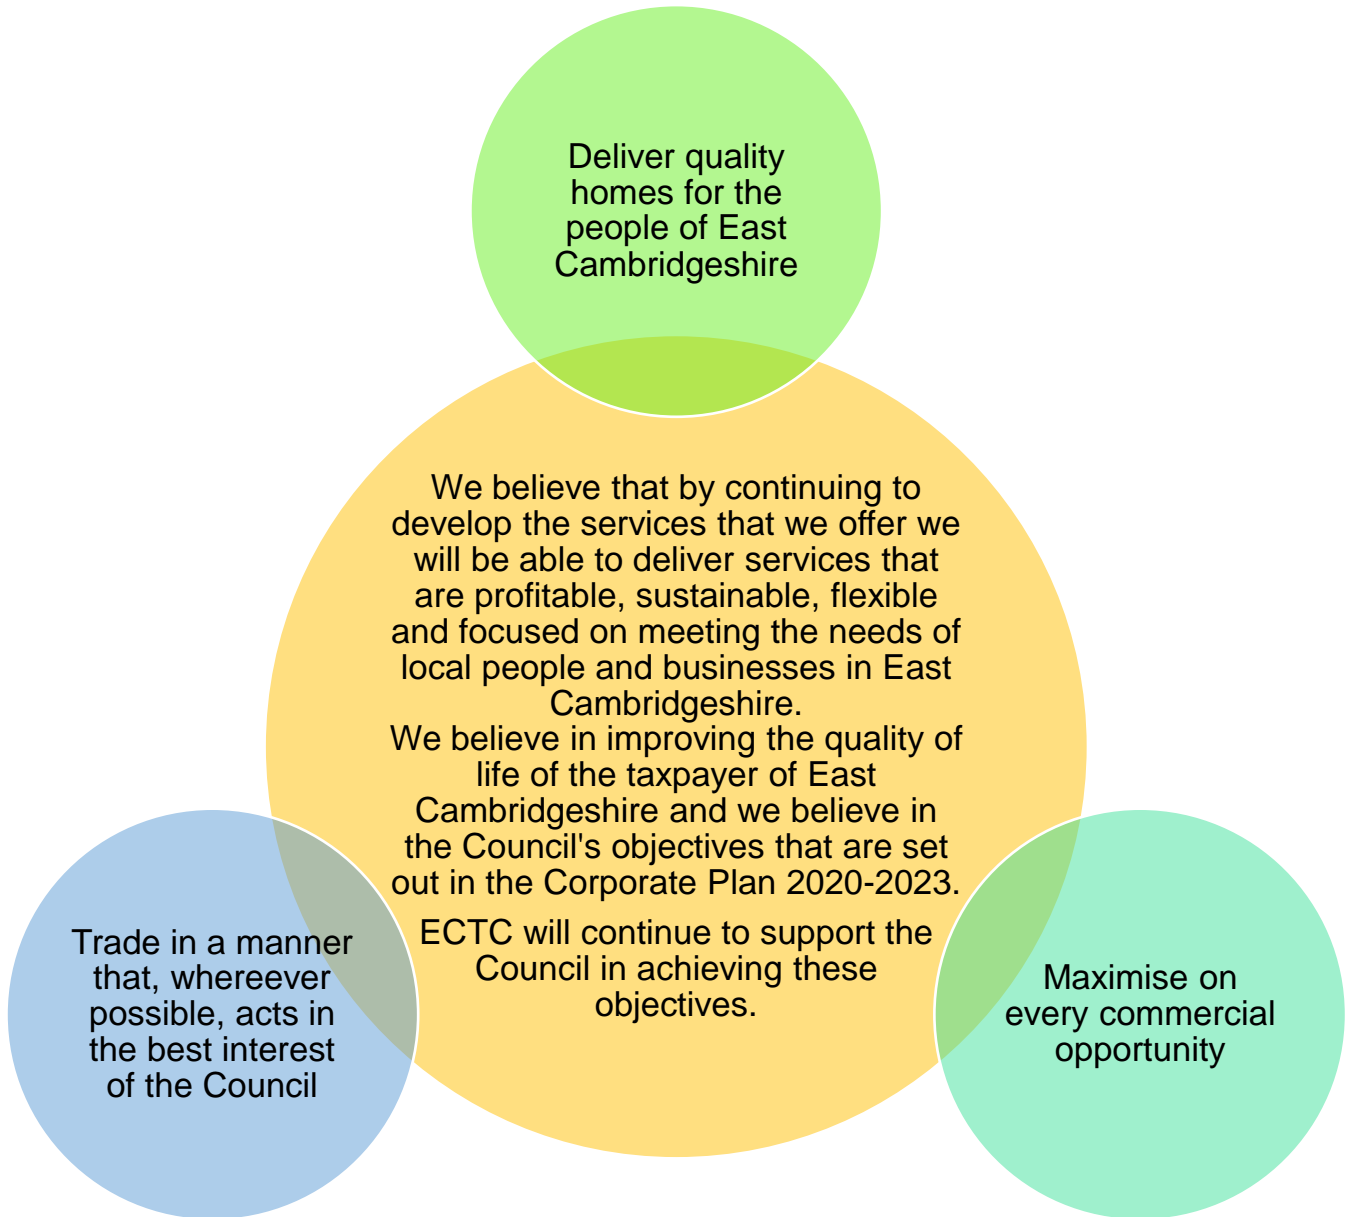 Deliver quality
homes for the
people of East
Cambridgeshire
We believe that by continuing to
develop the services that we offer we
will be able to deliver services that
are profitable, sustainable, flexible
and focused on meeting the needs of
local people and businesses in East
Cambridgeshire.
We believe in improving the quality of
life of the taxpayer of East
Cambridgeshire and we believe in
the Council's objectives that are set
out in the Corporate Plan 2020-2023.
ECTC will continue to support the
Council in achieving these
objectives.
Trade in a manner
that, whereever
possible, acts in
the best interest
of the Council
Maximise on
every commercial
opportunity